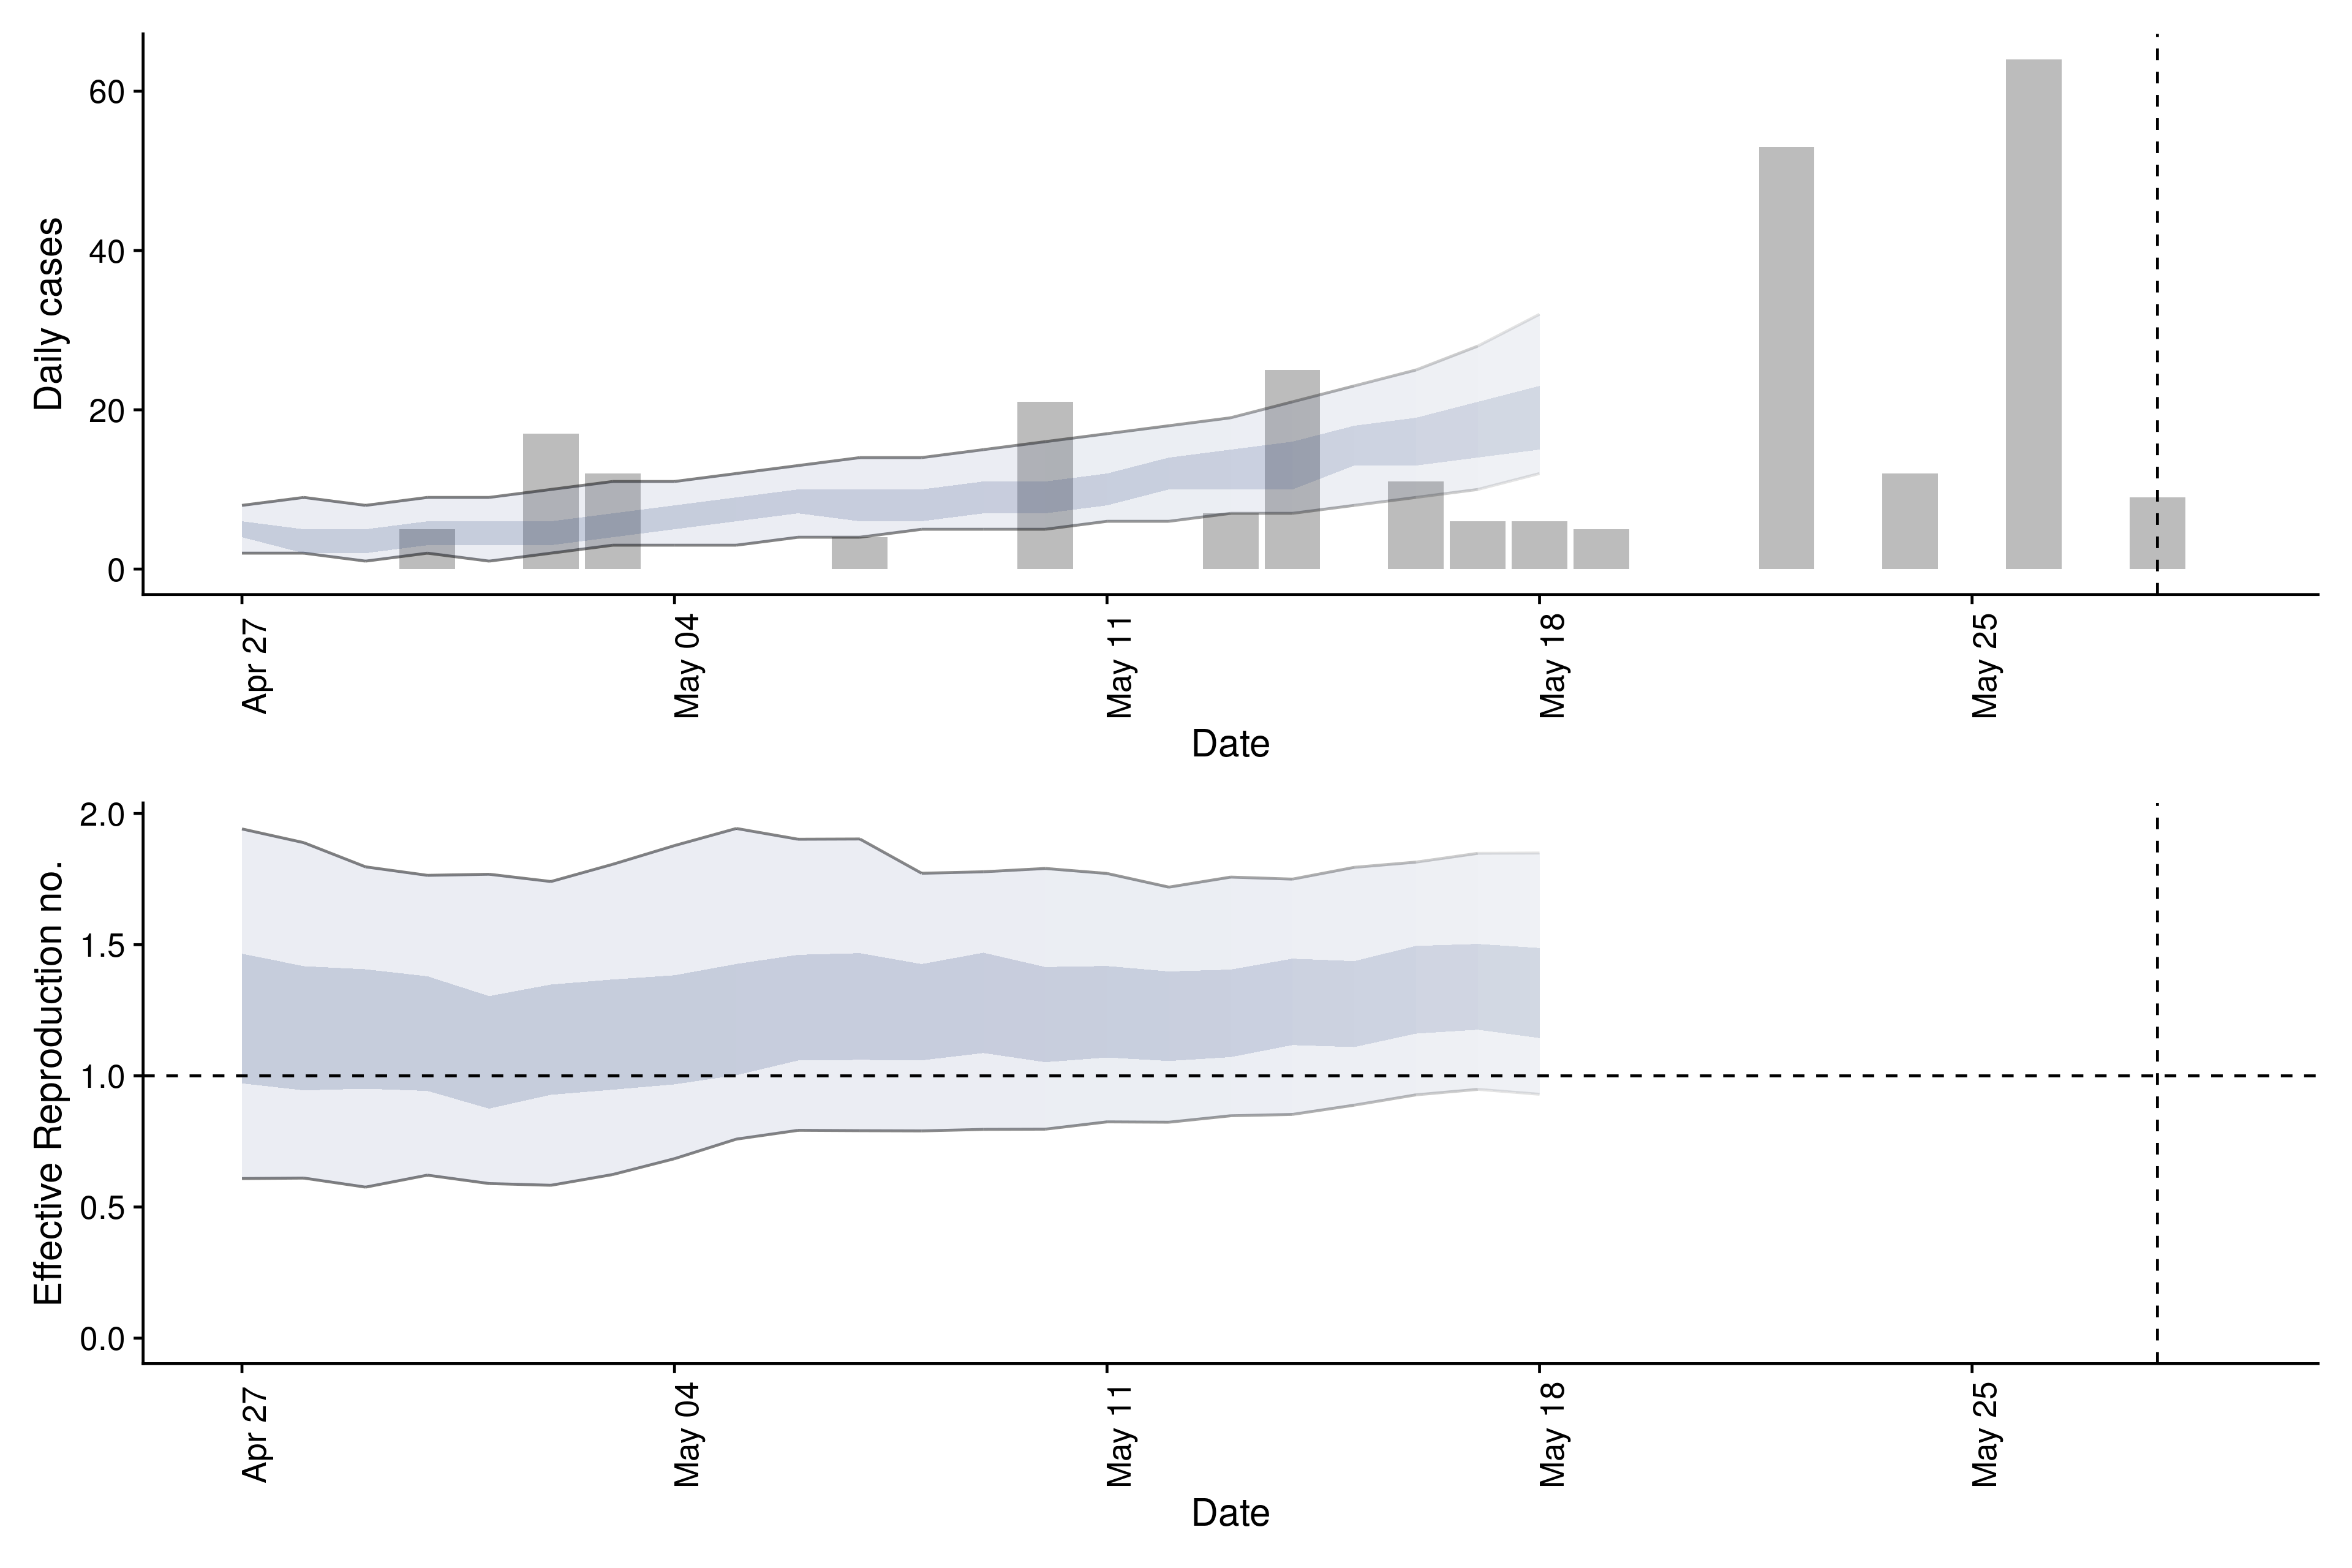 Daily cases
60
40
20
0
Apr 27
May 04
May 11
May 18
May 25
Date
Effective Reproduction no.
2.0
1.5
1.0
0.5
0.0
Apr 27
May 04
May 11
May 18
May 25
Date